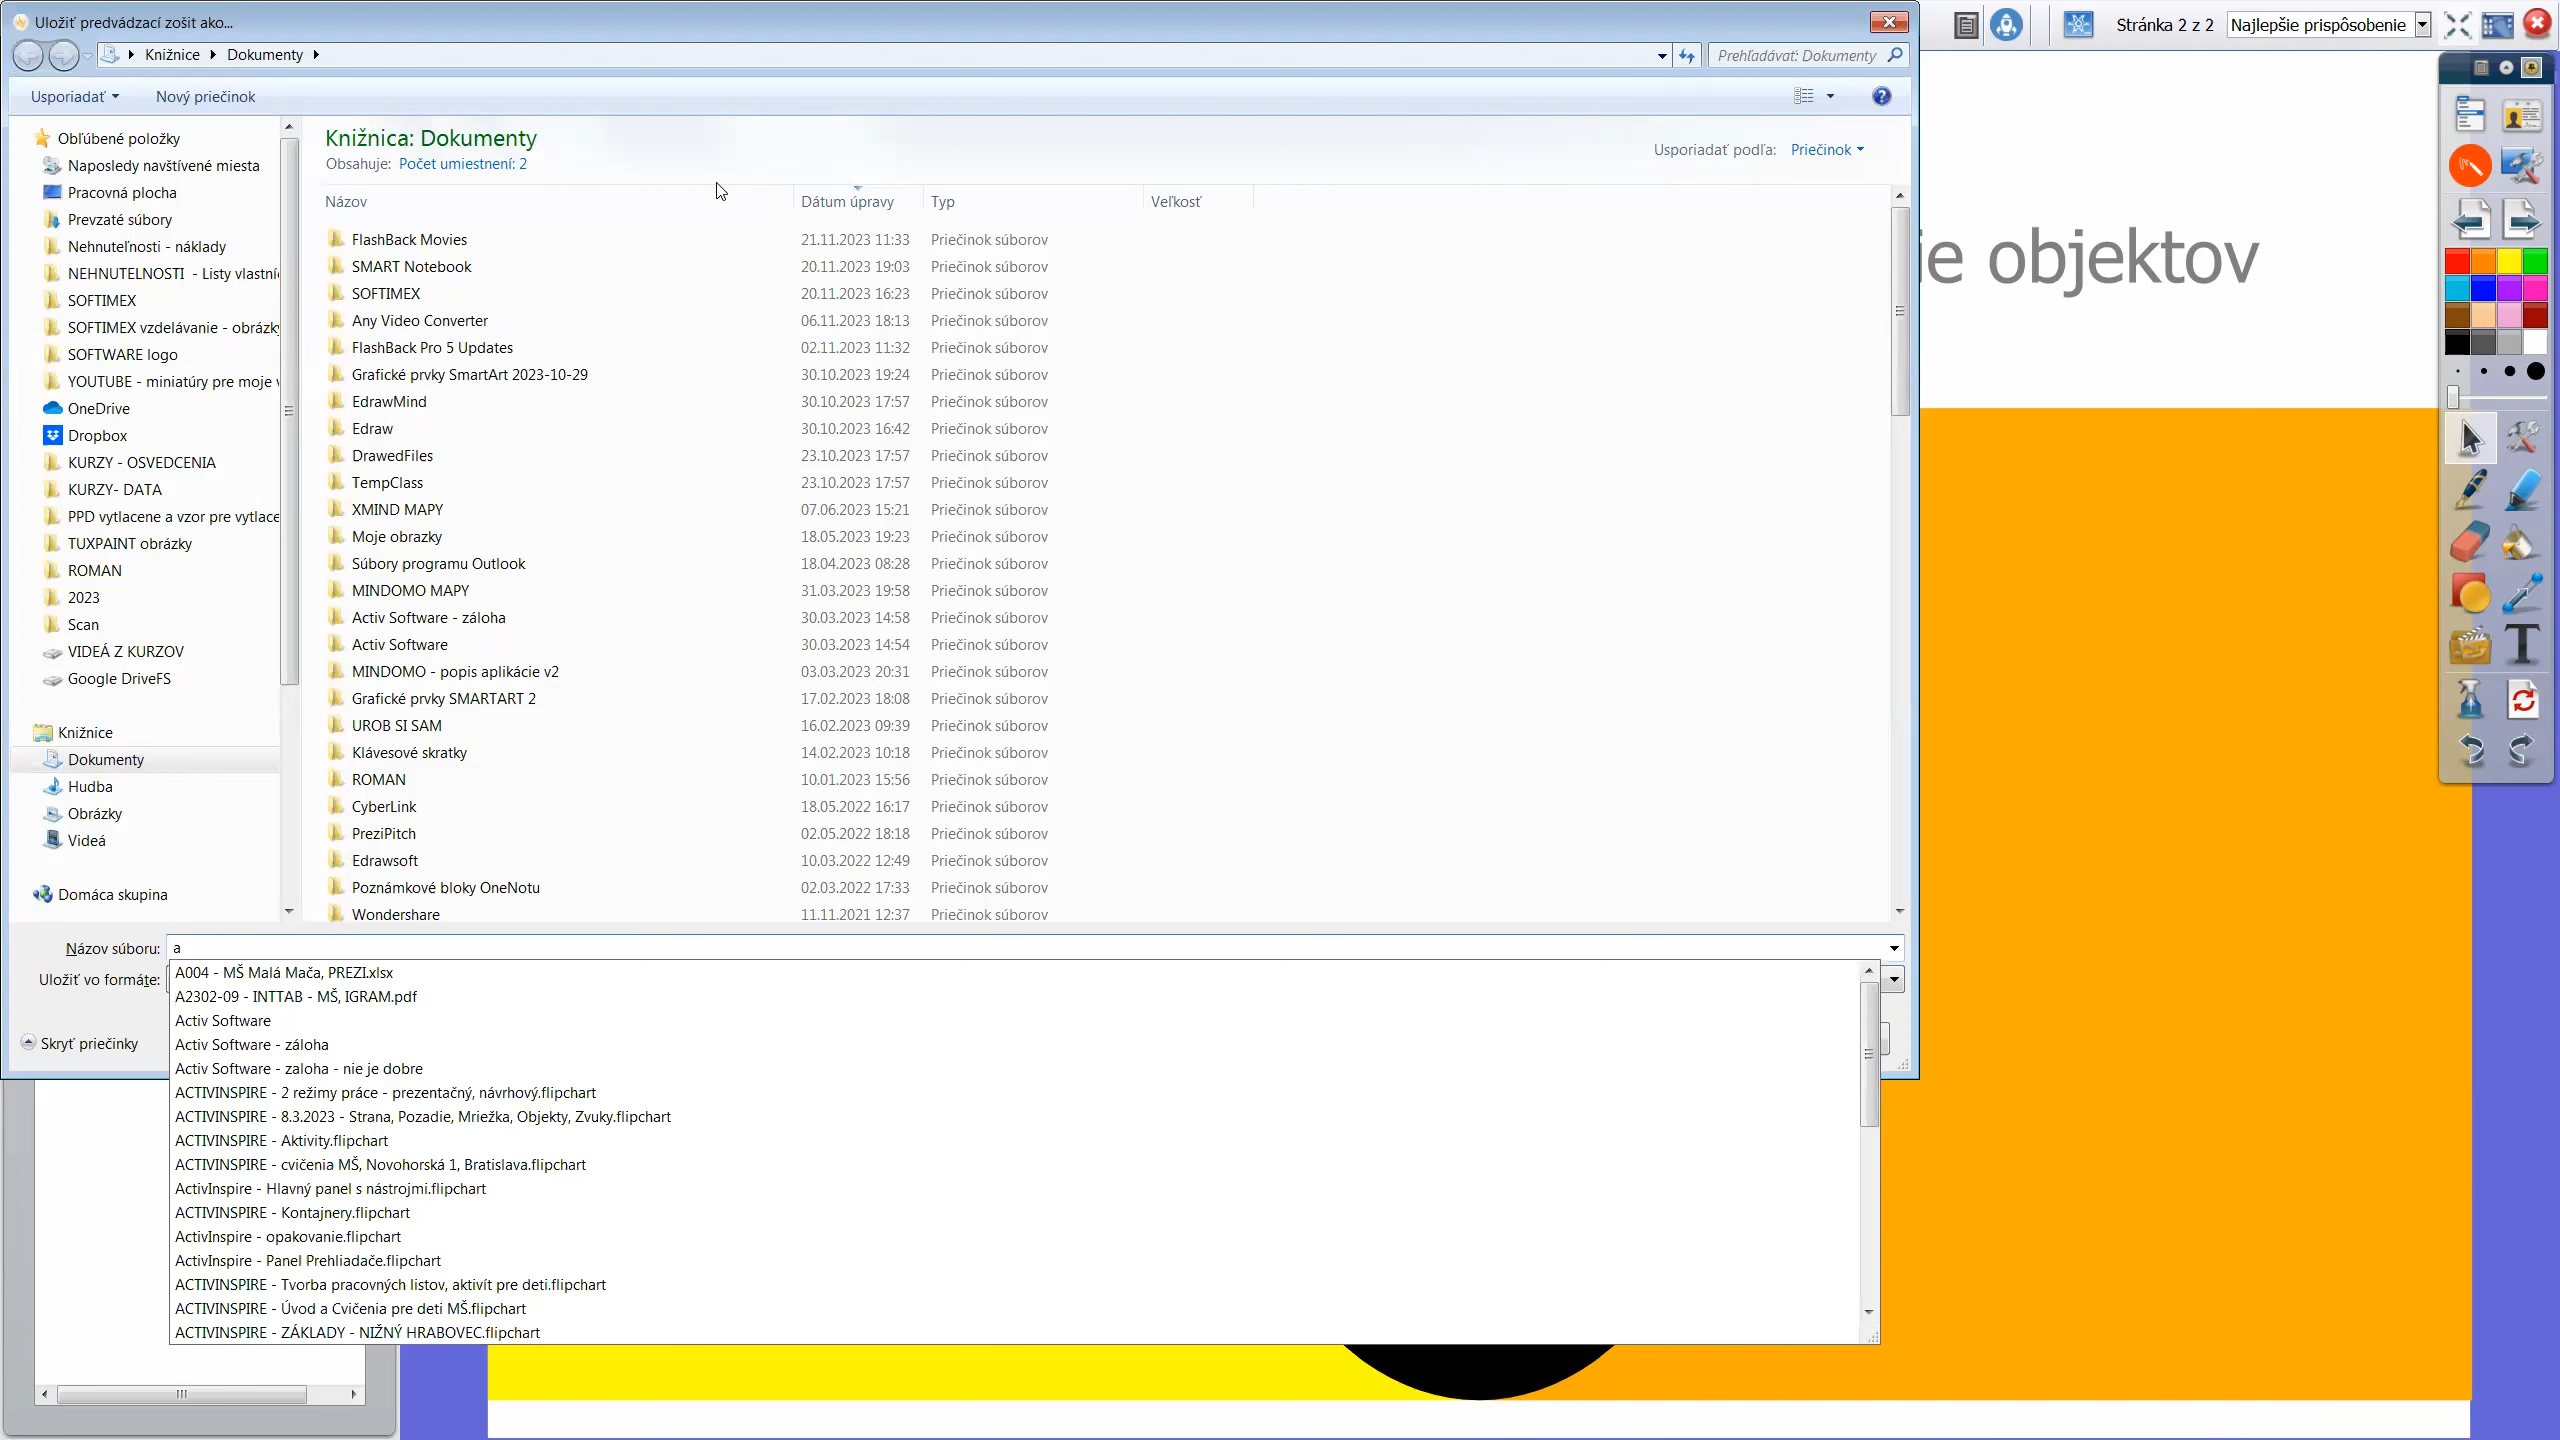 Uložiť predvádzací zošit ako...
Knižnice Dokumenty
Prehľadávať: Dokumenty
Stránka 2 z 2
Najlepšie prispôsobenie
Usporiadať
Nový priečinok
Obľúbené položky
Naposledy navštívené miesta
Pracovná plocha
Prevzaté súbory
Nehnuteľnosti - náklady
NEHNUTELNOSTI - Listy vlastníc
SOFTIMEX
SOFTIMEX vzdelávanie - obrázky
SOFTWARE logo
YOUTUBE - miniatúry pre moje v
OneDrive
Dropbox
KURZY - OSVEDCENIA
KURZY- DATA
PPD vytlacene a vzor pre vytlace
TUXPAINT obrázky
ROMAN
2023
Scan
VIDEÁ Z KURZOV
Google DriveFS
Knižnice
Dokumenty
Hudba
Obrázky
Videá
Domáca skupina
Knižnica: Dokumenty
Obsahuje: Počet umiestnení: 2
Usporiadať podľa: Priečinok
Názov Dátum úpravy Typ Veľkosť
FlashBack Movies 21.11.2023 11:33 Priečinok súborov
SMART Notebook 20.11.2023 19:03 Priečinok súborov
SOFTIMEX 20.11.2023 16:23 Priečinok súborov
Any Video Converter 06.11.2023 18:13 Priečinok súborov
FlashBack Pro 5 Updates 02.11.2023 11:32 Priečinok súborov
Grafické prvky SmartArt 2023-10-29 30.10.2023 19:24 Priečinok súborov
EdrawMind 30.10.2023 17:57 Priečinok súborov
Edraw 30.10.2023 16:42 Priečinok súborov
DrawedFiles 23.10.2023 17:57 Priečinok súborov
TempClass 23.10.2023 17:57 Priečinok súborov
XMIND MAPY 07.06.2023 15:21 Priečinok súborov
Moje obrazky 18.05.2023 19:23 Priečinok súborov
Súbory programu Outlook 18.04.2023 08:28 Priečinok súborov
MINDOMO MAPY 31.03.2023 19:58 Priečinok súborov
Activ Software - záloha 30.03.2023 14:58 Priečinok súborov
Activ Software 30.03.2023 14:54 Priečinok súborov
MINDOMO - popis aplikácie v2 03.03.2023 20:31 Priečinok súborov
Grafické prvky SMARTART 2 17.02.2023 18:08 Priečinok súborov
UROB SI SAM 16.02.2023 09:39 Priečinok súborov
Klávesové skratky 14.02.2023 10:18 Priečinok súborov
ROMAN 10.01.2023 15:56 Priečinok súborov
CyberLink 18.05.2022 16:17 Priečinok súborov
PreziPitch 02.05.2022 18:18 Priečinok súborov
Edrawsoft 10.03.2022 12:49 Priečinok súborov
Poznámkové bloky OneNotu 02.03.2022 17:33 Priečinok súborov
Wondershare 11.11.2021 12:37 Priečinok súborov
Názov súboru: a
Uložiť vo formáte:
Skryť priečinky
A004 - MŠ Malá Mača, PREZI.xlsx
A2302-09 - INTTAB - MŠ, IGRAM.pdf
Activ Software
Activ Software - záloha
Activ Software - zaloha - nie je dobre
ACTIVINSPIRE - 2 režimy práce - prezentačný, návrhový.flipchart
ACTIVINSPIRE - 8.3.2023 - Strana, Pozadie, Mriežka, Objekty, Zvuky.flipchart
ACTIVINSPIRE - Aktivity.flipchart
ACTIVINSPIRE - cvičenia MŠ, Novohorská 1, Bratislava.flipchart
ActivInspire - Hlavný panel s nástrojmi.flipchart
ACTIVINSPIRE - Kontajnery.flipchart
ActivInspire - opakovanie.flipchart
ActivInspire - Panel Prehliadače.flipchart
ACTIVINSPIRE - Tvorba pracovných listov, aktivít pre deti.flipchart
ACTIVINSPIRE - Úvod a Cvičenia pre deti MŠ.flipchart
ACTIVINSPIRE - ZÁKLADY - NIŽNÝ HRABOVEC.flipchart
ie objektov
T